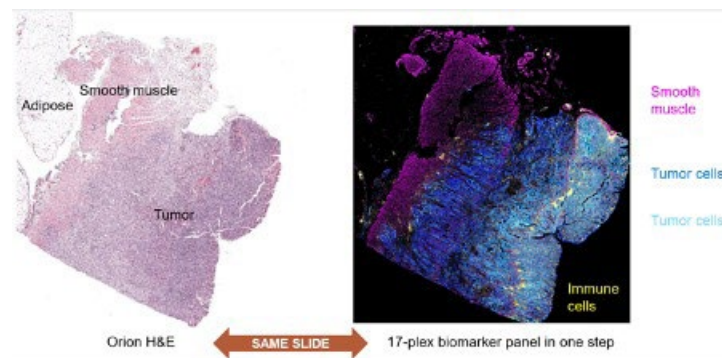 Adipose
Smooth muscle
Tumor
Smooth
muscle
Tumor cells
Tumor cells
Immune
cells
Orion H&E
SAME SLIDE
17-plex biomarker panel in one step